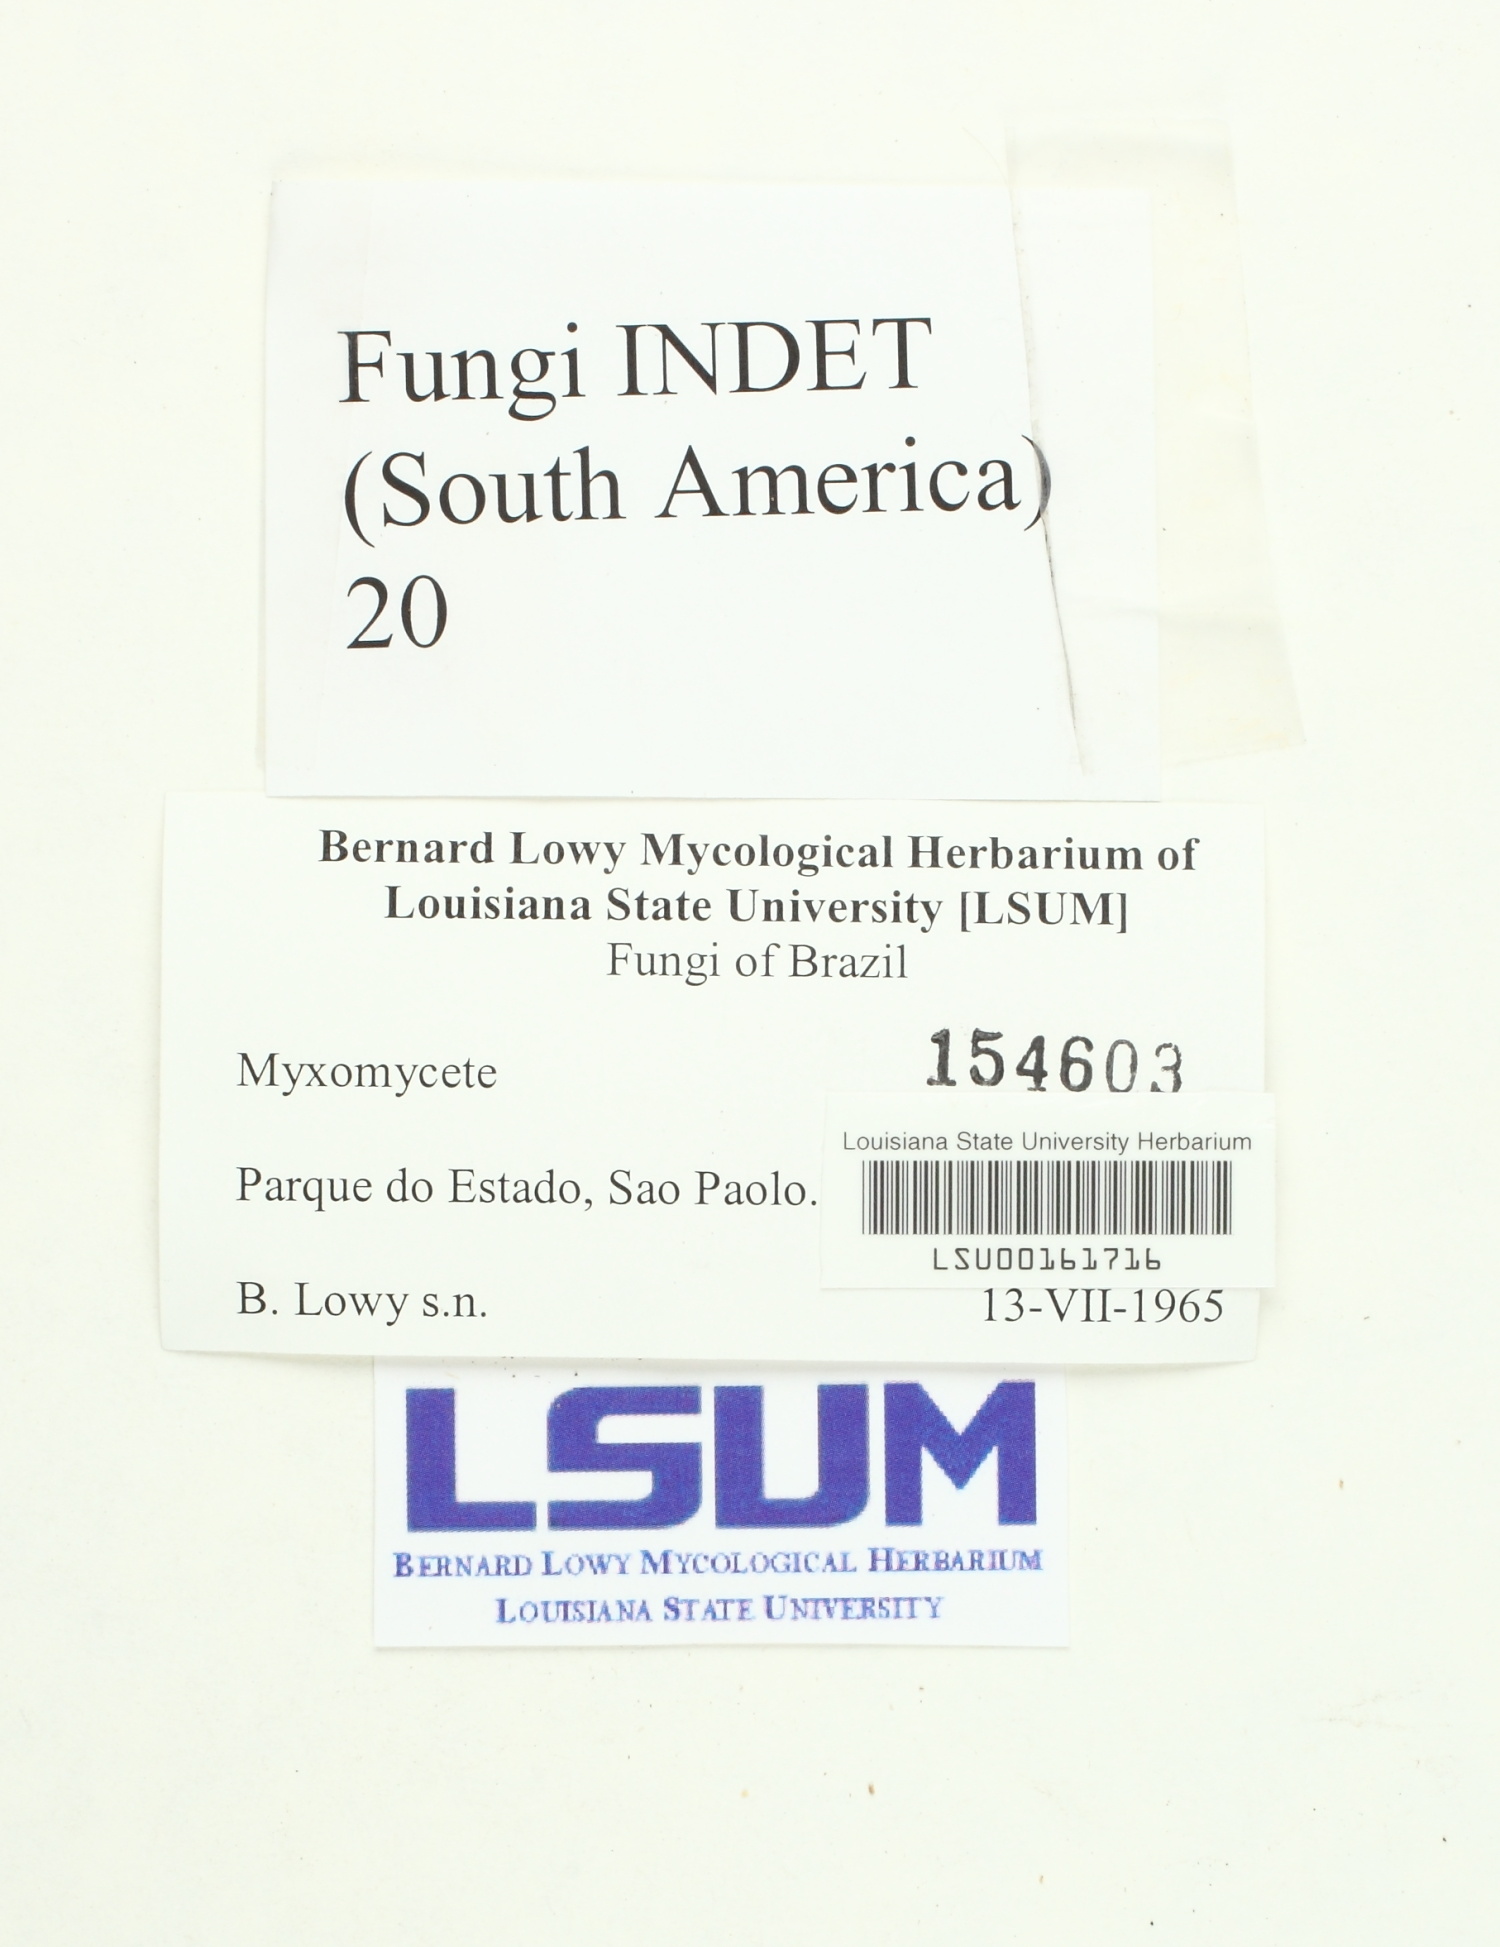 Fungi INDET
(South America)
20
Bernard Lowy Mycological Herbarium of
Louisiana State University [LSUM]
Fungi of Brazil
Myxomycete
154603
Louisiana State University Herbarium
Parque do Estado, Sao Paolo.
LSU00161716
B. Lowy s.n.
13-VII-1965
LSUM
BERNARD LOWY MYCOLOGICAL HERBARIUM
LOUISIANA STATE UNIVERSITY